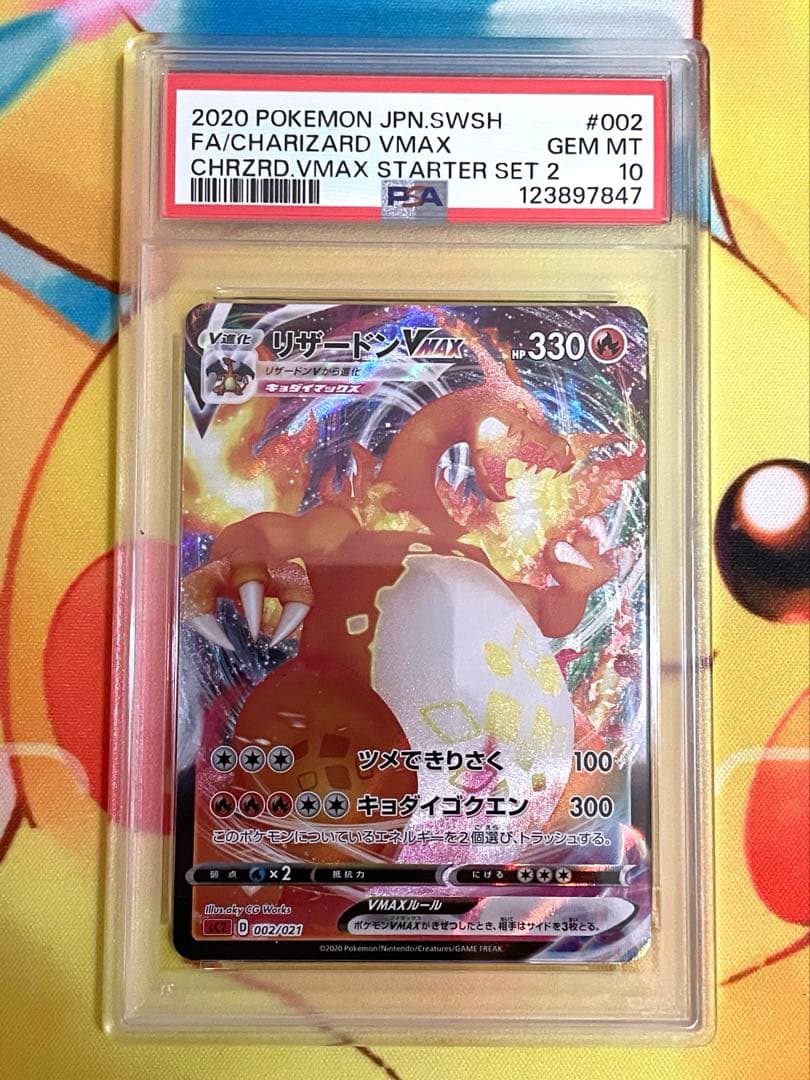 2020 POKEMON JPN.SWSH #002
FA/CHARIZARD VMAX GEM MT
CHRZRD.VMAX STARTER SET 2 10
PSA 123897847
V進化 リザードンVMAX HP330
リザードンVから進化
キョダイマックス
ツメできりさく 100
キョダイゴクエン 300
このポケモンについているエネルギーを2個選び、トラッシュする。
弱点 ×2 抵抗力 にげる
Illus.aky CG Works
VMAXルール
sC2 D 002/021
ポケモンVMAXがきぜつしたとき、相手はサイドを3枚とる。
©2020 Pokémon/Nintendo/Creatures/GAME FREAK.